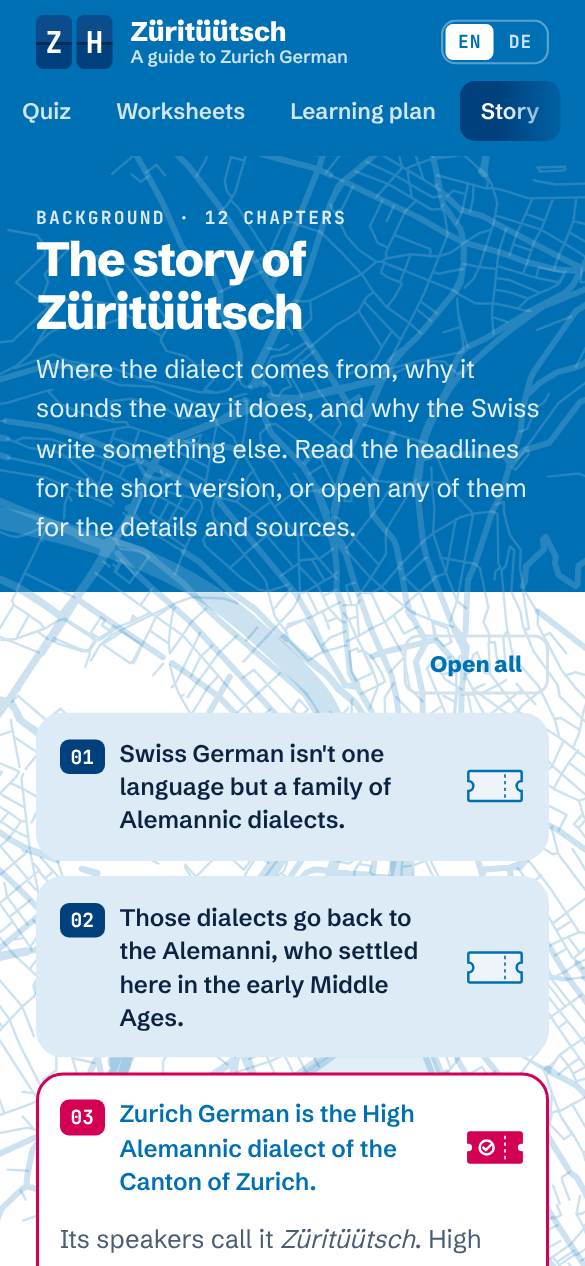 Z H
Züritüütsch
A guide to Zurich German
EN DE
Quiz Worksheets Learning plan Story
BACKGROUND · 12 CHAPTERS
The story of
Züritüütsch
Where the dialect comes from, why it
sounds the way it does, and why the Swiss
write something else. Read the headlines
for the short version, or open any of them
for the details and sources.
Open all
01 Swiss German isn't one
language but a family of
Alemannic dialects.
02 Those dialects go back to
the Alemanni, who settled
here in the early Middle
Ages.
03 Zurich German is the High
Alemannic dialect of the
Canton of Zurich.
Its speakers call it Züritüütsch. High